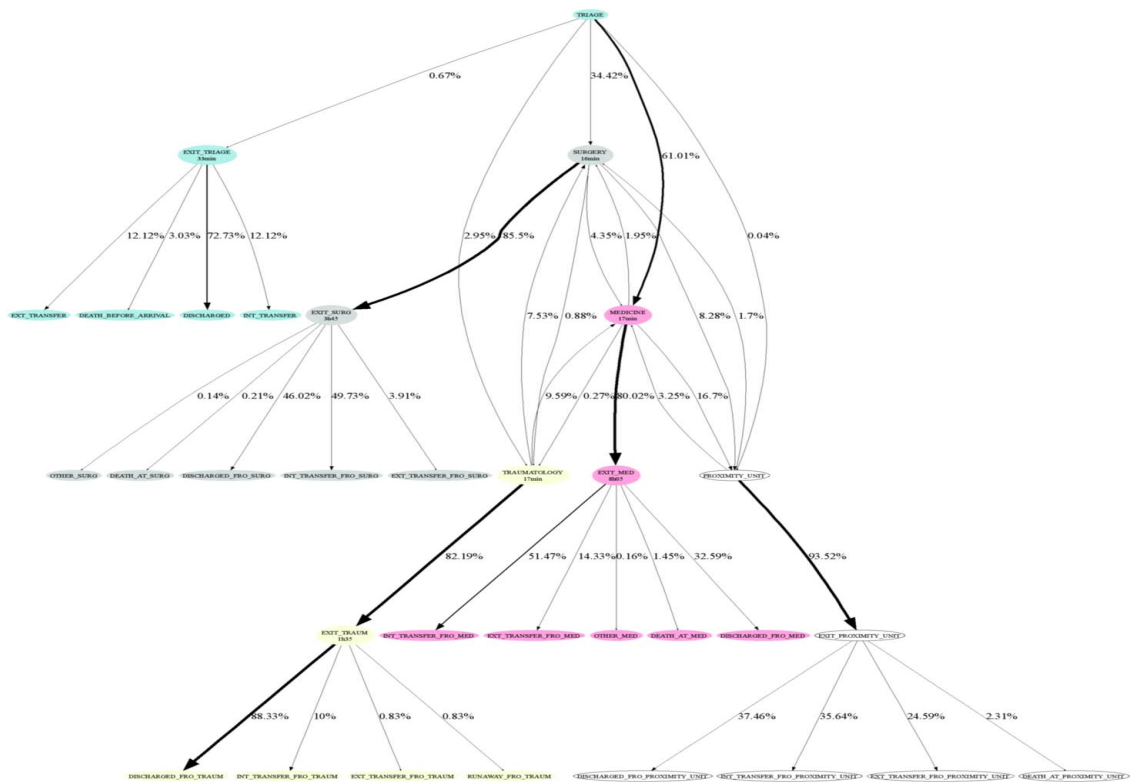 TRIAGE
0.67%
34.42%
EXIT_TRIAGE
33min
SURGERY
16min
61.01%
12.12%
3.03%
72.73%
12.12%
2.95%
85.5%
4.35%
1.95%
0.04%
EXT_TRANSFER
DEATH_BEFORE_ARRIVAL
DISCHARGED
INT_TRANSFER
EXIT_SURG
3h45
7.53%
0.88%
MEDICINE
17min
8.28%
1.7%
0.14%
0.21%
46.02%
49.73%
3.91%
9.59%
0.27%
80.02%
3.25%
16.7%
OTHER_SURG
DEATH_AT_SURG
DISCHARGED_FRO_SURG
INT_TRANSFER_FRO_SURG
EXT_TRANSFER_FRO_SURG
TRAUMATOLOGY
17min
EXIT_MED
8h05
PROXIMITY_UNIT
82.19%
51.47%
14.33%
0.16%
1.45%
32.59%
93.52%
EXIT_TRAUM
1h35
INT_TRANSFER_FRO_MED
EXT_TRANSFER_FRO_MED
OTHER_MED
DEATH_AT_MED
DISCHARGED_FRO_MED
EXIT_PROXIMITY_UNIT
88.33%
10%
0.83%
0.83%
37.46%
35.64%
24.59%
2.31%
DISCHARGED_FRO_TRAUM
INT_TRANSFER_FRO_TRAUM
EXT_TRANSFER_FRO_TRAUM
RUNAWAY_FRO_TRAUM
DISCHARGED_FRO_PROXIMITY_UNIT
INT_TRANSFER_FRO_PROXIMITY_UNIT
EXT_TRANSFER_FRO_PROXIMITY_UNIT
DEATH_AT_PROXIMITY_UNIT